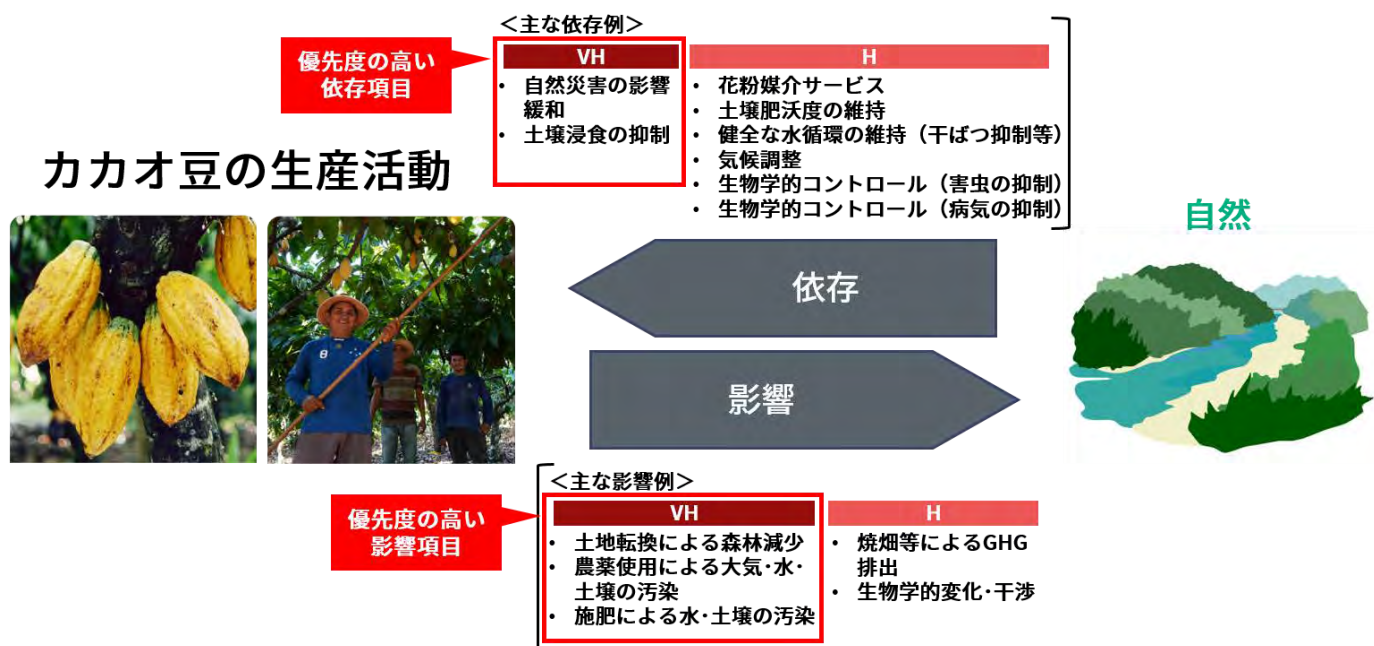 ＜主な依存例＞
優先度の高い
依存項目
VH
• 自然災害の影響
緩和
• 土壌浸食の抑制
H
• 花粉媒介サービス
• 土壌肥沃度の維持
• 健全な水循環の維持（干ばつ抑制等）
• 気候調整
• 生物学的コントロール（害虫の抑制）
• 生物学的コントロール（病気の抑制）
カカオ豆の生産活動
自然
依存
影響
＜主な影響例＞
優先度の高い
影響項目
VH
• 土地転換による森林減少
• 農薬使用による大気･水･
土壌の汚染
• 施肥による水･土壌の汚染
H
• 焼畑等によるGHG
排出
• 生物学的変化･干渉